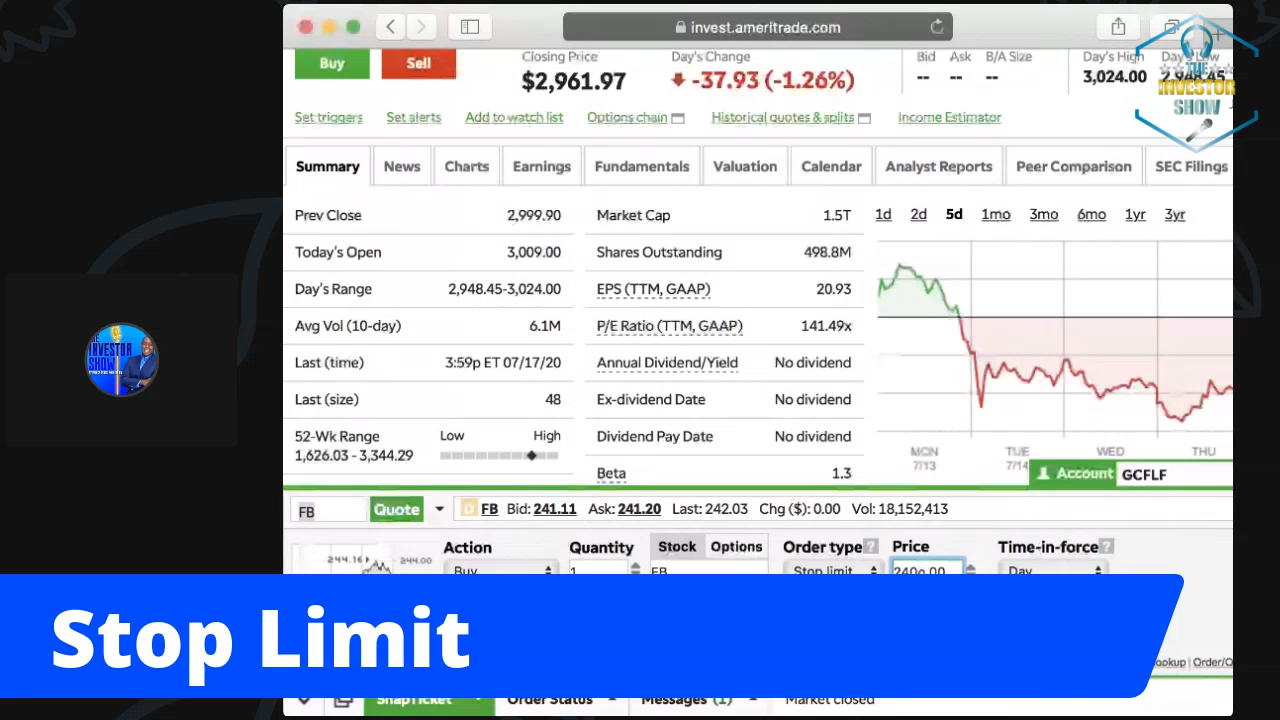 invest.ameritrade.com
THE
INVESTOR
SHOW
Buy
Sell
Closing Price
$2,961.97
Day's Change
-37.93 (-1.26%)
Bid Ask B/A Size
-- -- --
Day's High
3,024.00
Set triggers
Set alerts
Add to watch list
Options chain
Historical quotes & splits
Income Estimator
Summary
News
Charts
Earnings
Fundamentals
Valuation
Calendar
Analyst Reports
Peer Comparison
SEC Filings
Prev Close 2,999.90
Today's Open 3,009.00
Day's Range 2,948.45-3,024.00
Avg Vol (10-day) 6.1M
Last (time) 3:59p ET 07/17/20
Last (size) 48
52-Wk Range Low High
1,626.03 - 3,344.29
Market Cap 1.5T
Shares Outstanding 498.8M
EPS (TTM, GAAP) 20.93
P/E Ratio (TTM, GAAP) 141.49x
Annual Dividend/Yield No dividend
Ex-dividend Date No dividend
Dividend Pay Date No dividend
Beta 1.3
1d 2d 5d 1mo 3mo 6mo 1yr 3yr
MON TUE WED THU
7/13 7/14
Account GCFLF
INVESTOR
SHOW
FB Quote FB Bid: 241.11 Ask: 241.20 Last: 242.03 Chg ($): 0.00 Vol: 18,152,413
244.16 244.00
Action Quantity Stock Options Order type ? Price Time-in-force ?
Buy 1 FB Stop limit Day
Stop Limit
SnapTicket Order Status Messages (1) Market closed